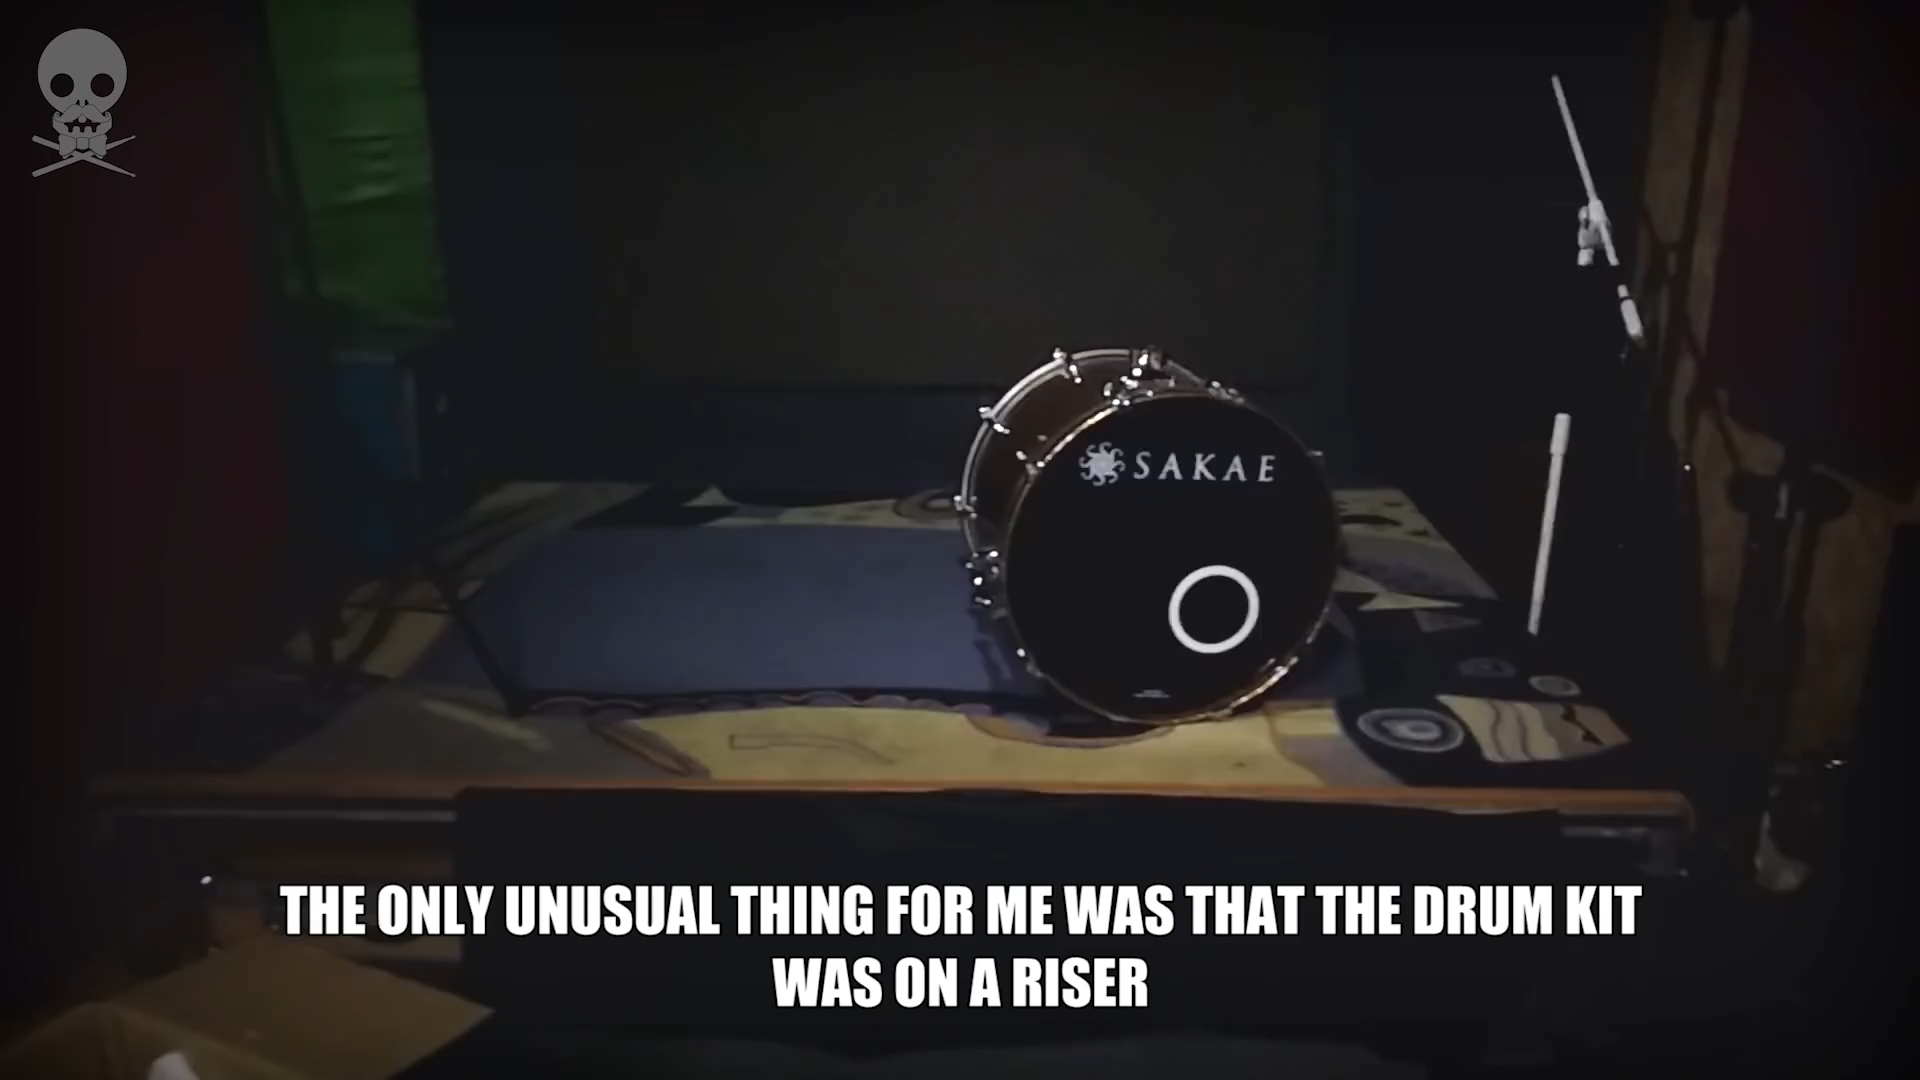 SAKAE
THE ONLY UNUSUAL THING FOR ME WAS THAT THE DRUM KIT
WAS ON A RISER